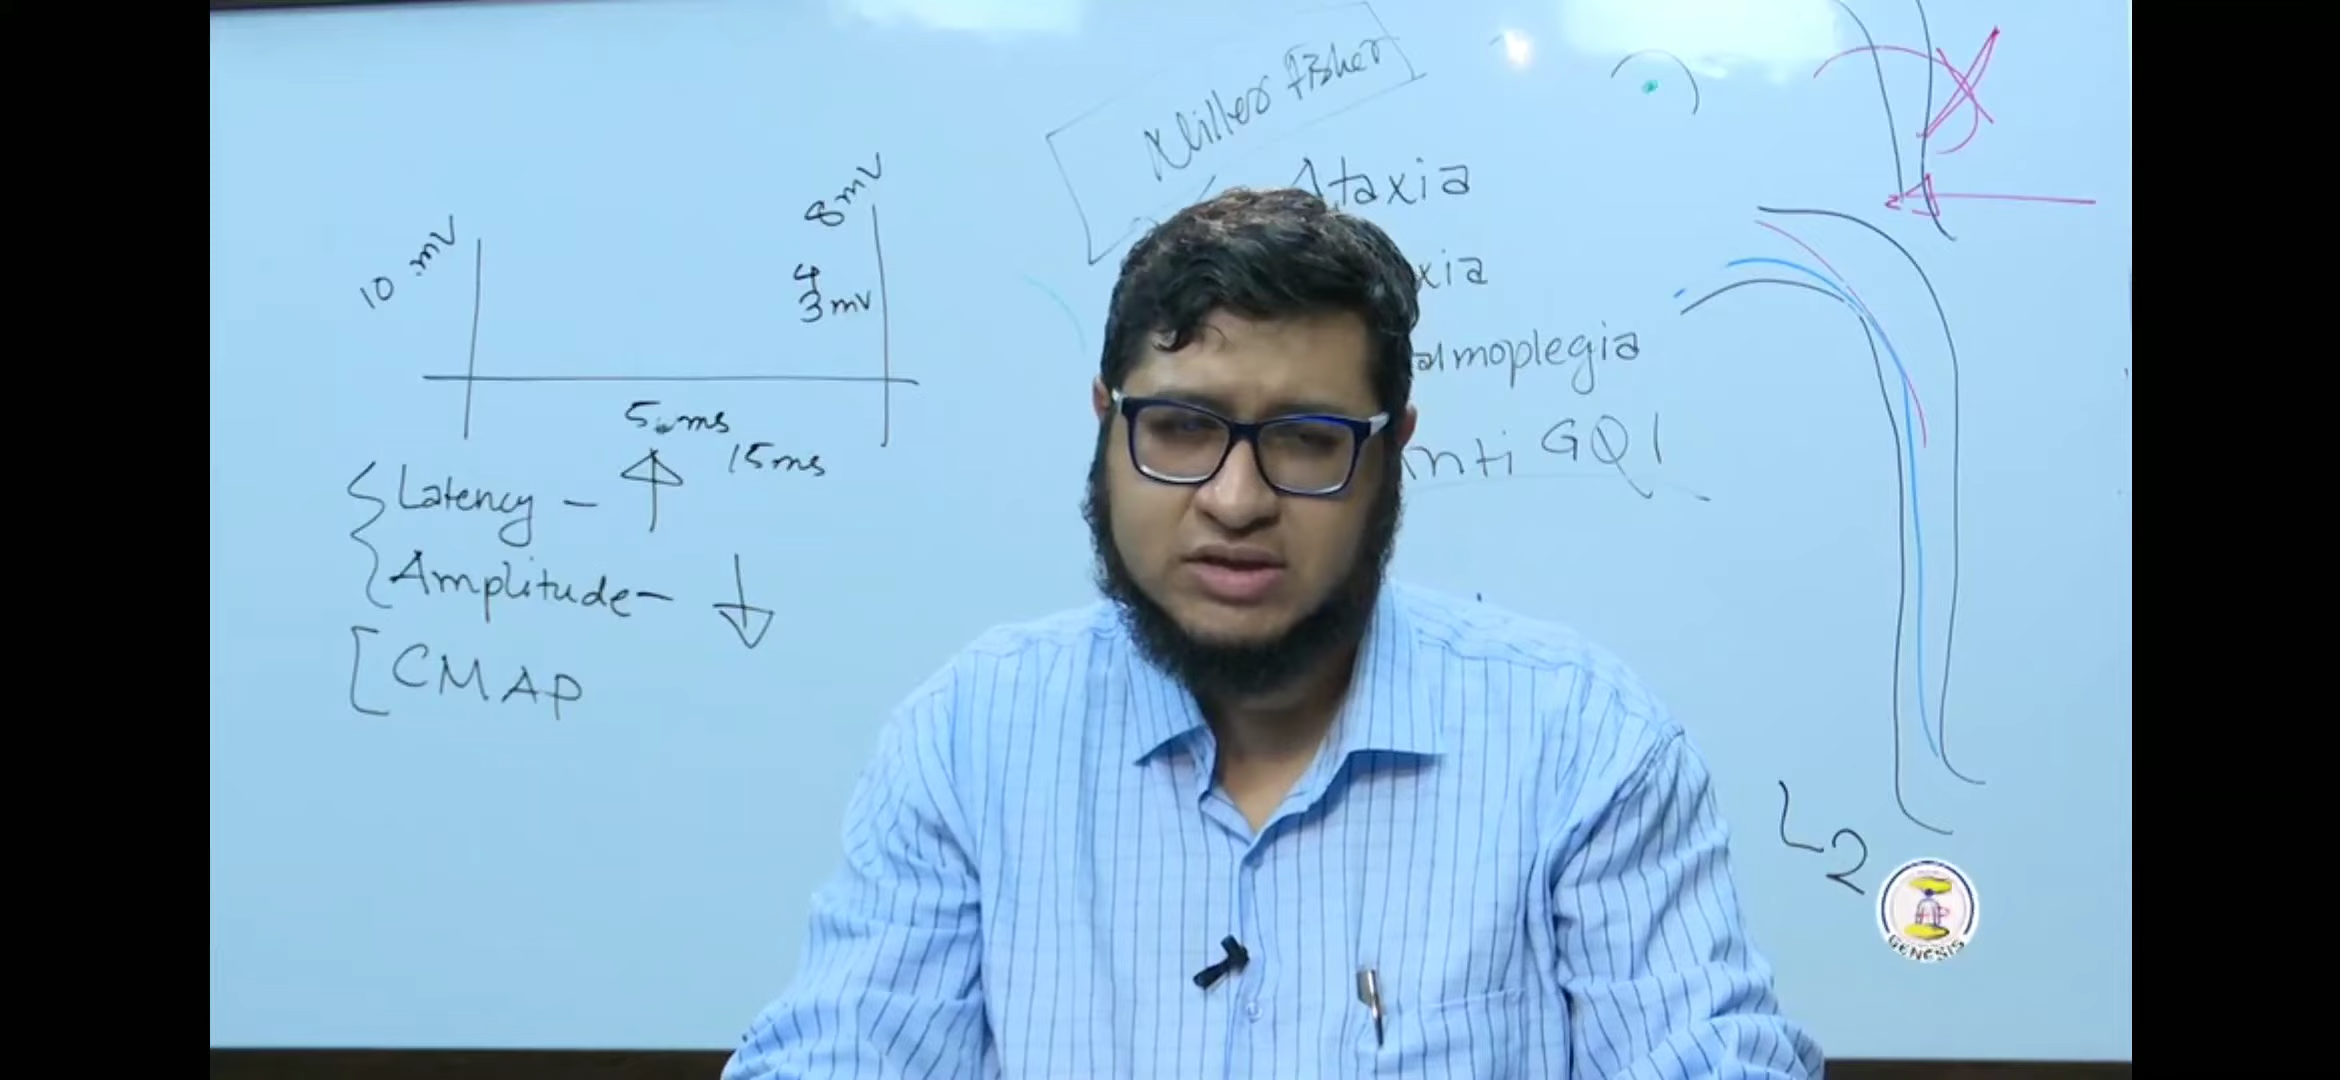 Miller Fisher
Ataxia
xia
almoplegia
nti GQ1
8mV
10 mV
4
3mV
5 ms
15ms
Latency - ↑
Amplitude- ↓
[CMAP
L2
GENESIS